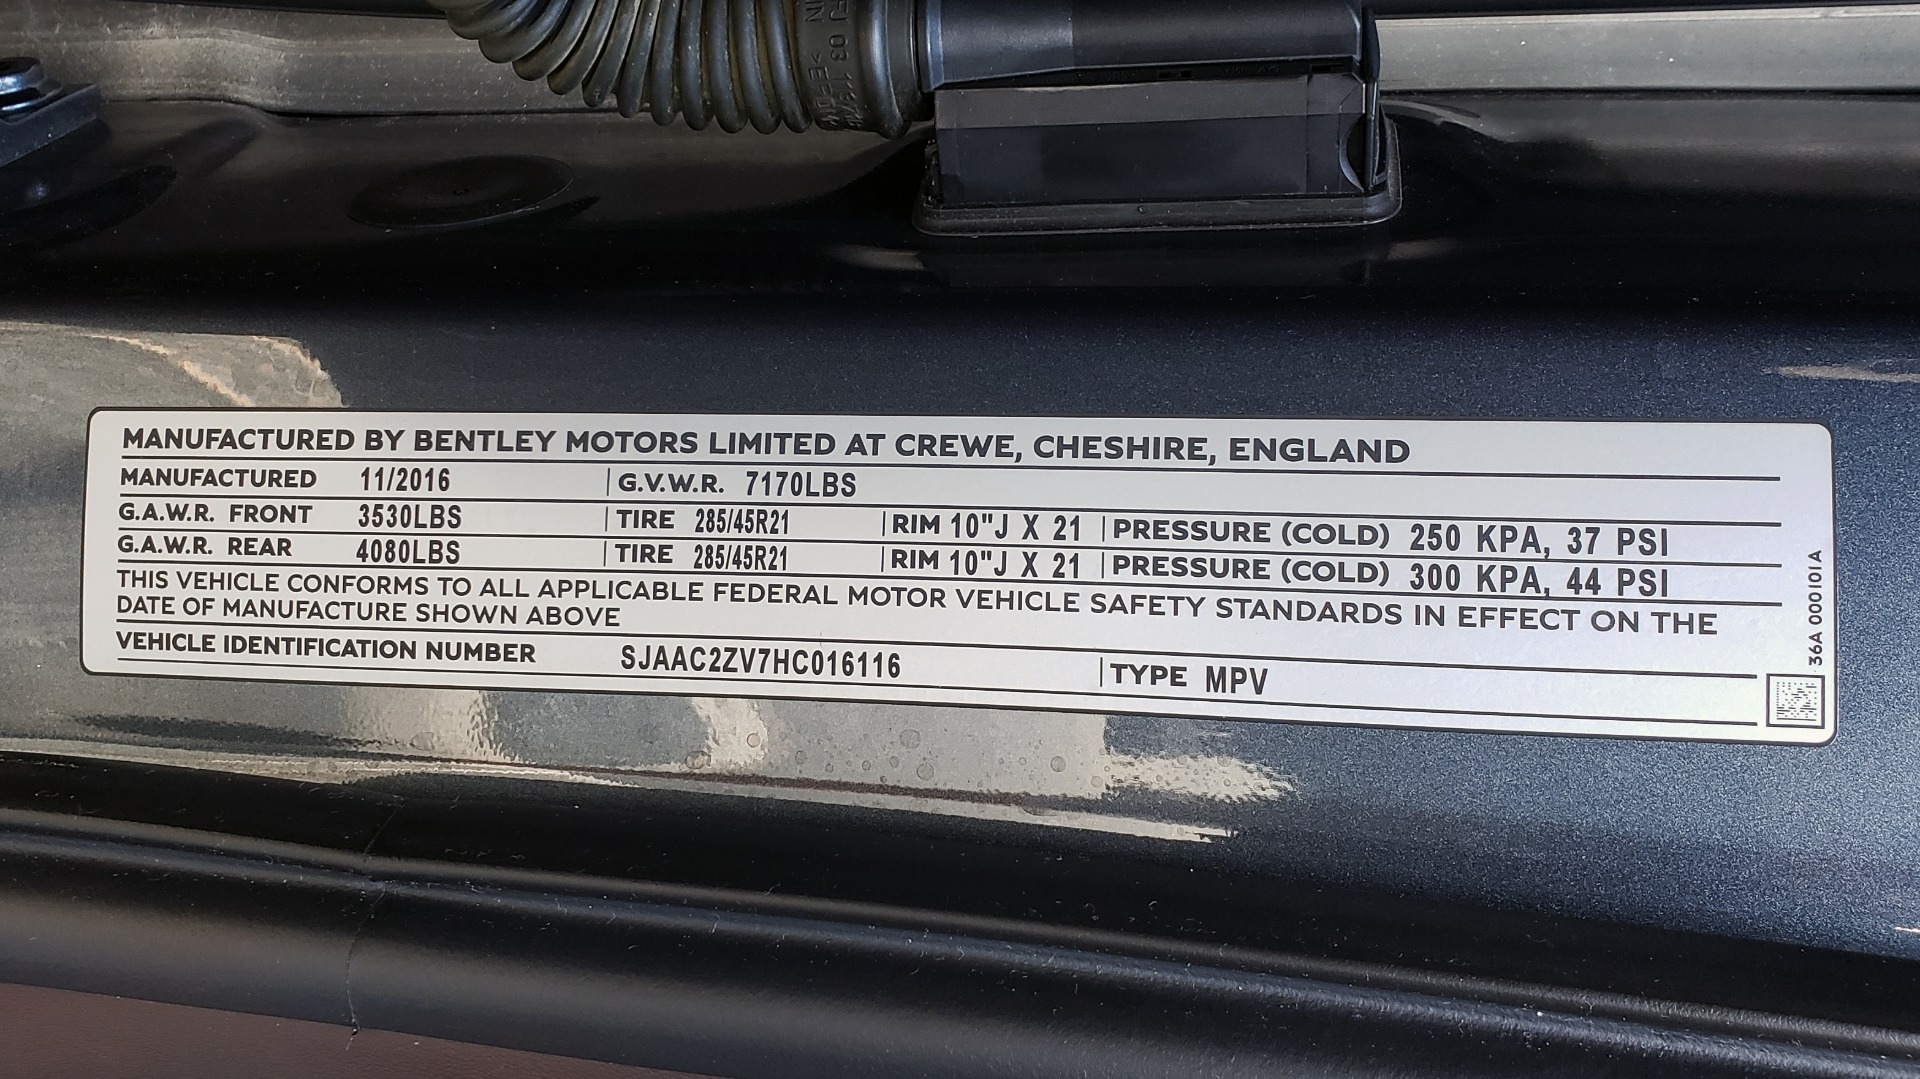 MANUFACTURED BY BENTLEY MOTORS LIMITED AT CREWE, CHESHIRE, ENGLAND
MANUFACTURED 11/2016 G.V.W.R. 7170LBS
G.A.W.R. FRONT 3530LBS TIRE 285/45R21 RIM 10"J X 21 PRESSURE (COLD) 250 KPA, 37 PSI
G.A.W.R. REAR 4080LBS TIRE 285/45R21 RIM 10"J X 21 PRESSURE (COLD) 300 KPA, 44 PSI
THIS VEHICLE CONFORMS TO ALL APPLICABLE FEDERAL MOTOR VEHICLE SAFETY STANDARDS IN EFFECT ON THE
DATE OF MANUFACTURE SHOWN ABOVE
VEHICLE IDENTIFICATION NUMBER SJAAC2ZV7HC016116 TYPE MPV
36A 000101A